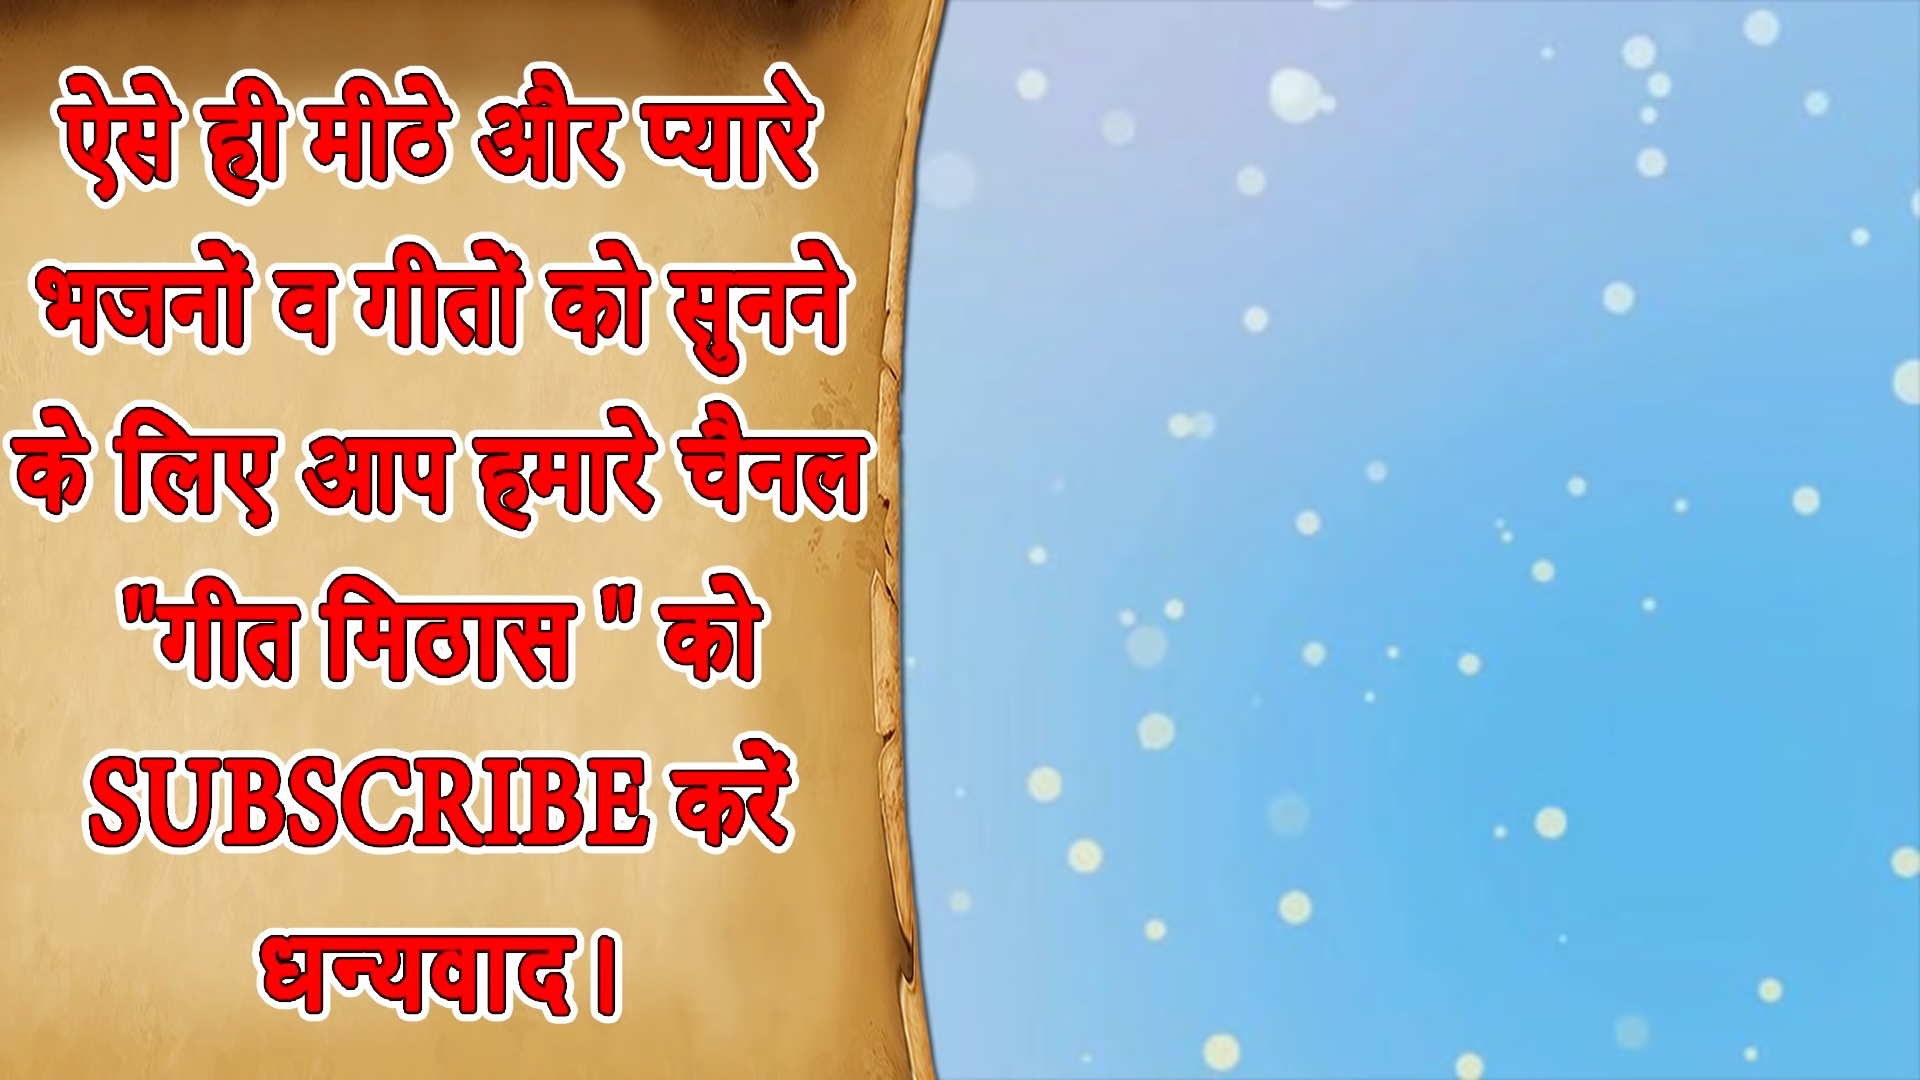 ऐसे ही मीठे और प्यारे
भजनों व गीतों को सुनने
के लिए आप हमारे चैनल
"गीत मिठास " को
SUBSCRIBE करें
धन्यवाद।